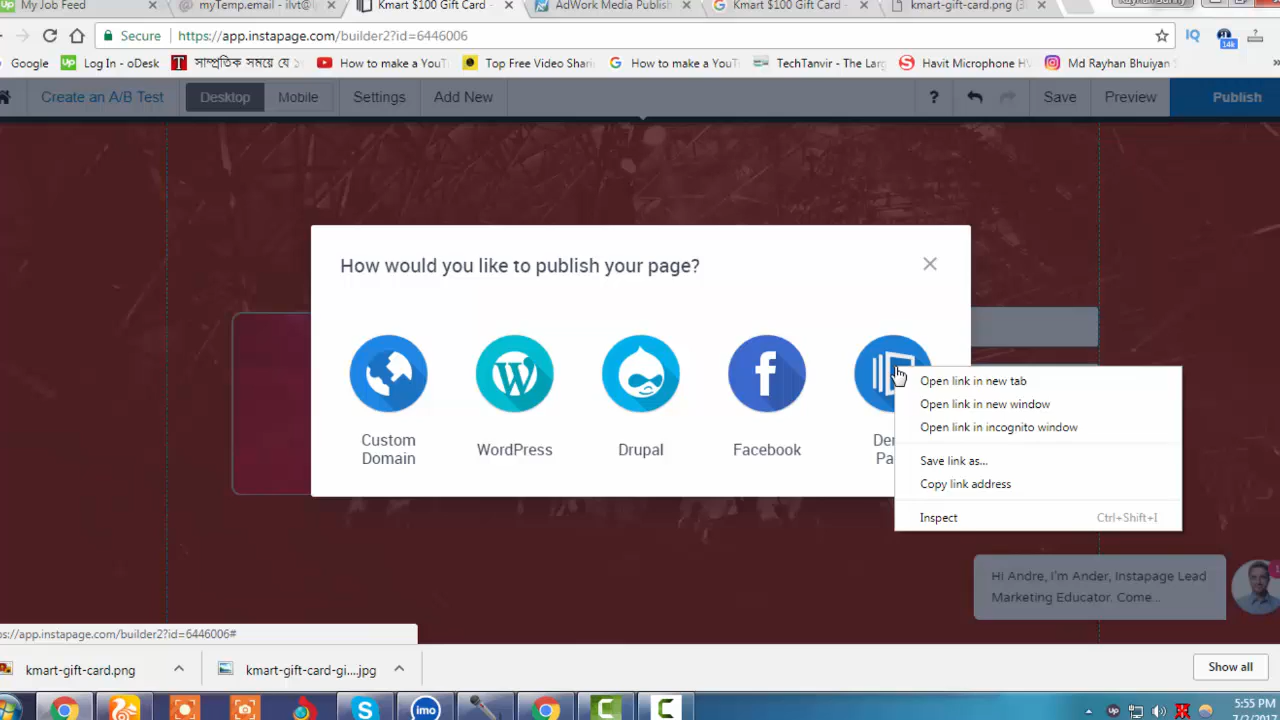 My Job Feed
myTemp.email - ilvt@l
Kmart $100 Gift Card -
AdWork Media Publish
Kmart $100 Gift Card -
kmart-gift-card.png (3
Secure
https://app.instapage.com/builder2?id=6446006
IQ
14k
Google
Up
Log In - oDesk
T
সাম্প্রতিক সময়ে যে :
How to make a YouT
Top Free Video Shari
How to make a YouT
TechTanvir - The Larg
Havit Microphone H
Md Rayhan Bhuiyan
Create an A/B Test
Desktop
Mobile
Settings
Add New
?
Save
Preview
Publish
How would you like to publish your page?
Custom
Domain
WordPress
Drupal
Facebook
Open link in new tab
Open link in new window
Open link in incognito window
Save link as...
Copy link address
Inspect
Ctrl+Shift+I
Hi Andre, I'm Ander, Instapage Lead
Marketing Educator. Come...
ps://app.instapage.com/builder2?id=6446006#
kmart-gift-card.png
kmart-gift-card-gi....jpg
Show all
imo
5:55 PM